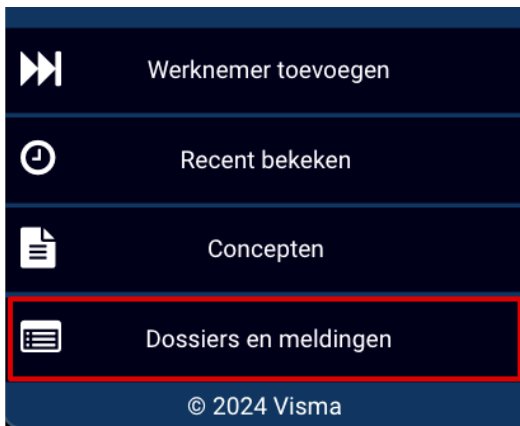 Werknemer toevoegen
Recent bekeken
Concepten
Dossiers en meldingen
© 2024 Visma